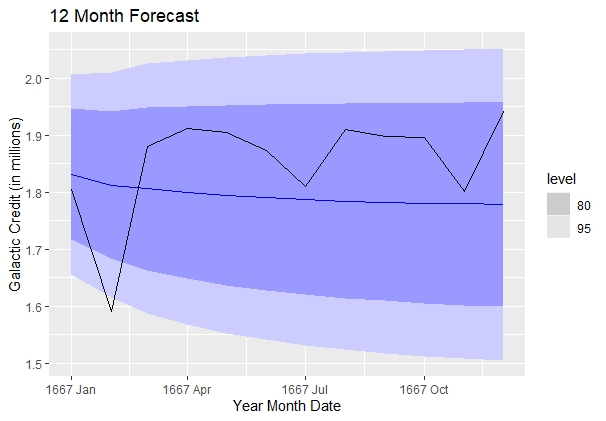 12 Month Forecast
Galactic Credit (in millions)
2.0
1.9
1.8
1.7
1.6
1.5
1667 Jan 1667 Apr 1667 Jul 1667 Oct
Year Month Date
level
80
95